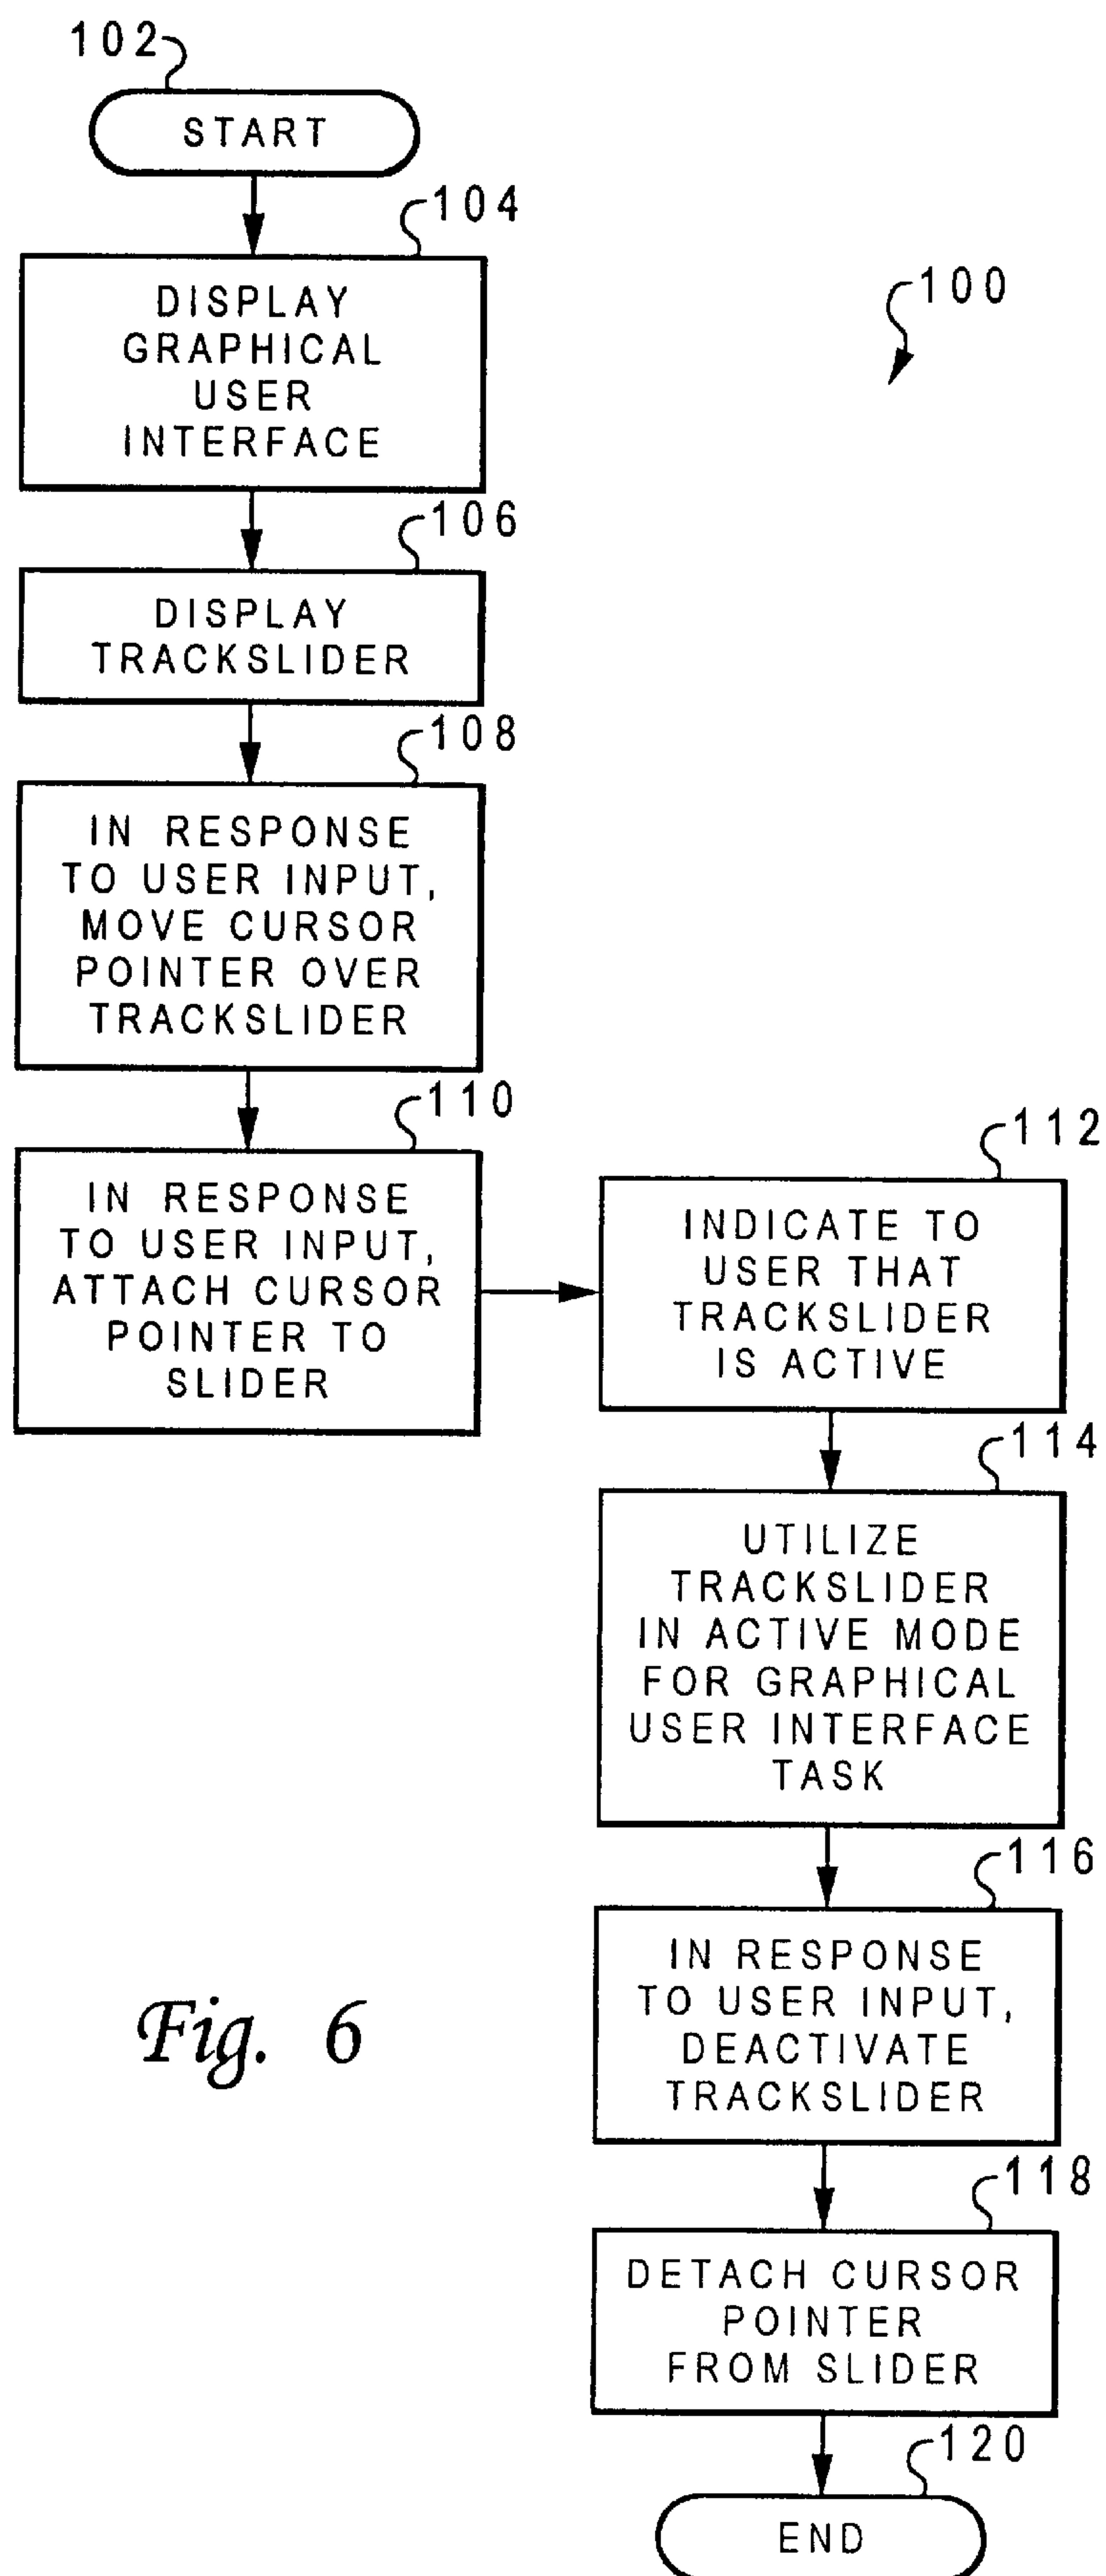 102
START
104
DISPLAY
GRAPHICAL
USER
INTERFACE
100
106
DISPLAY
TRACKSLIDER
108
IN RESPONSE
TO USER INPUT,
MOVE CURSOR
POINTER OVER
TRACKSLIDER
110
IN RESPONSE
TO USER INPUT,
ATTACH CURSOR
POINTER TO
SLIDER
112
INDICATE TO
USER THAT
TRACKSLIDER
IS ACTIVE
114
UTILIZE
TRACKSLIDER
IN ACTIVE MODE
FOR GRAPHICAL
USER INTERFACE
TASK
116
IN RESPONSE
TO USER INPUT,
DEACTIVATE
TRACKSLIDER
118
DETACH CURSOR
POINTER
FROM SLIDER
120
END
Fig. 6